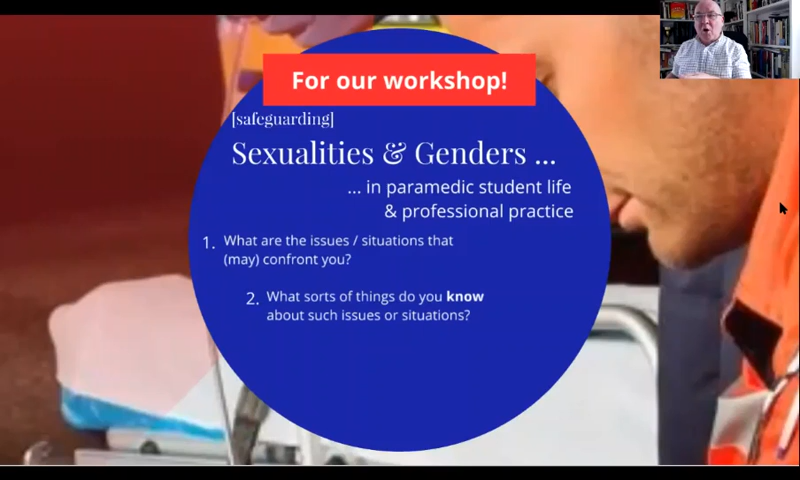 For our workshop!
[safeguarding]
Sexualities & Genders ...
... in paramedic student life
& professional practice
1. What are the issues / situations that
(may) confront you?
2. What sorts of things do you know
about such issues or situations?